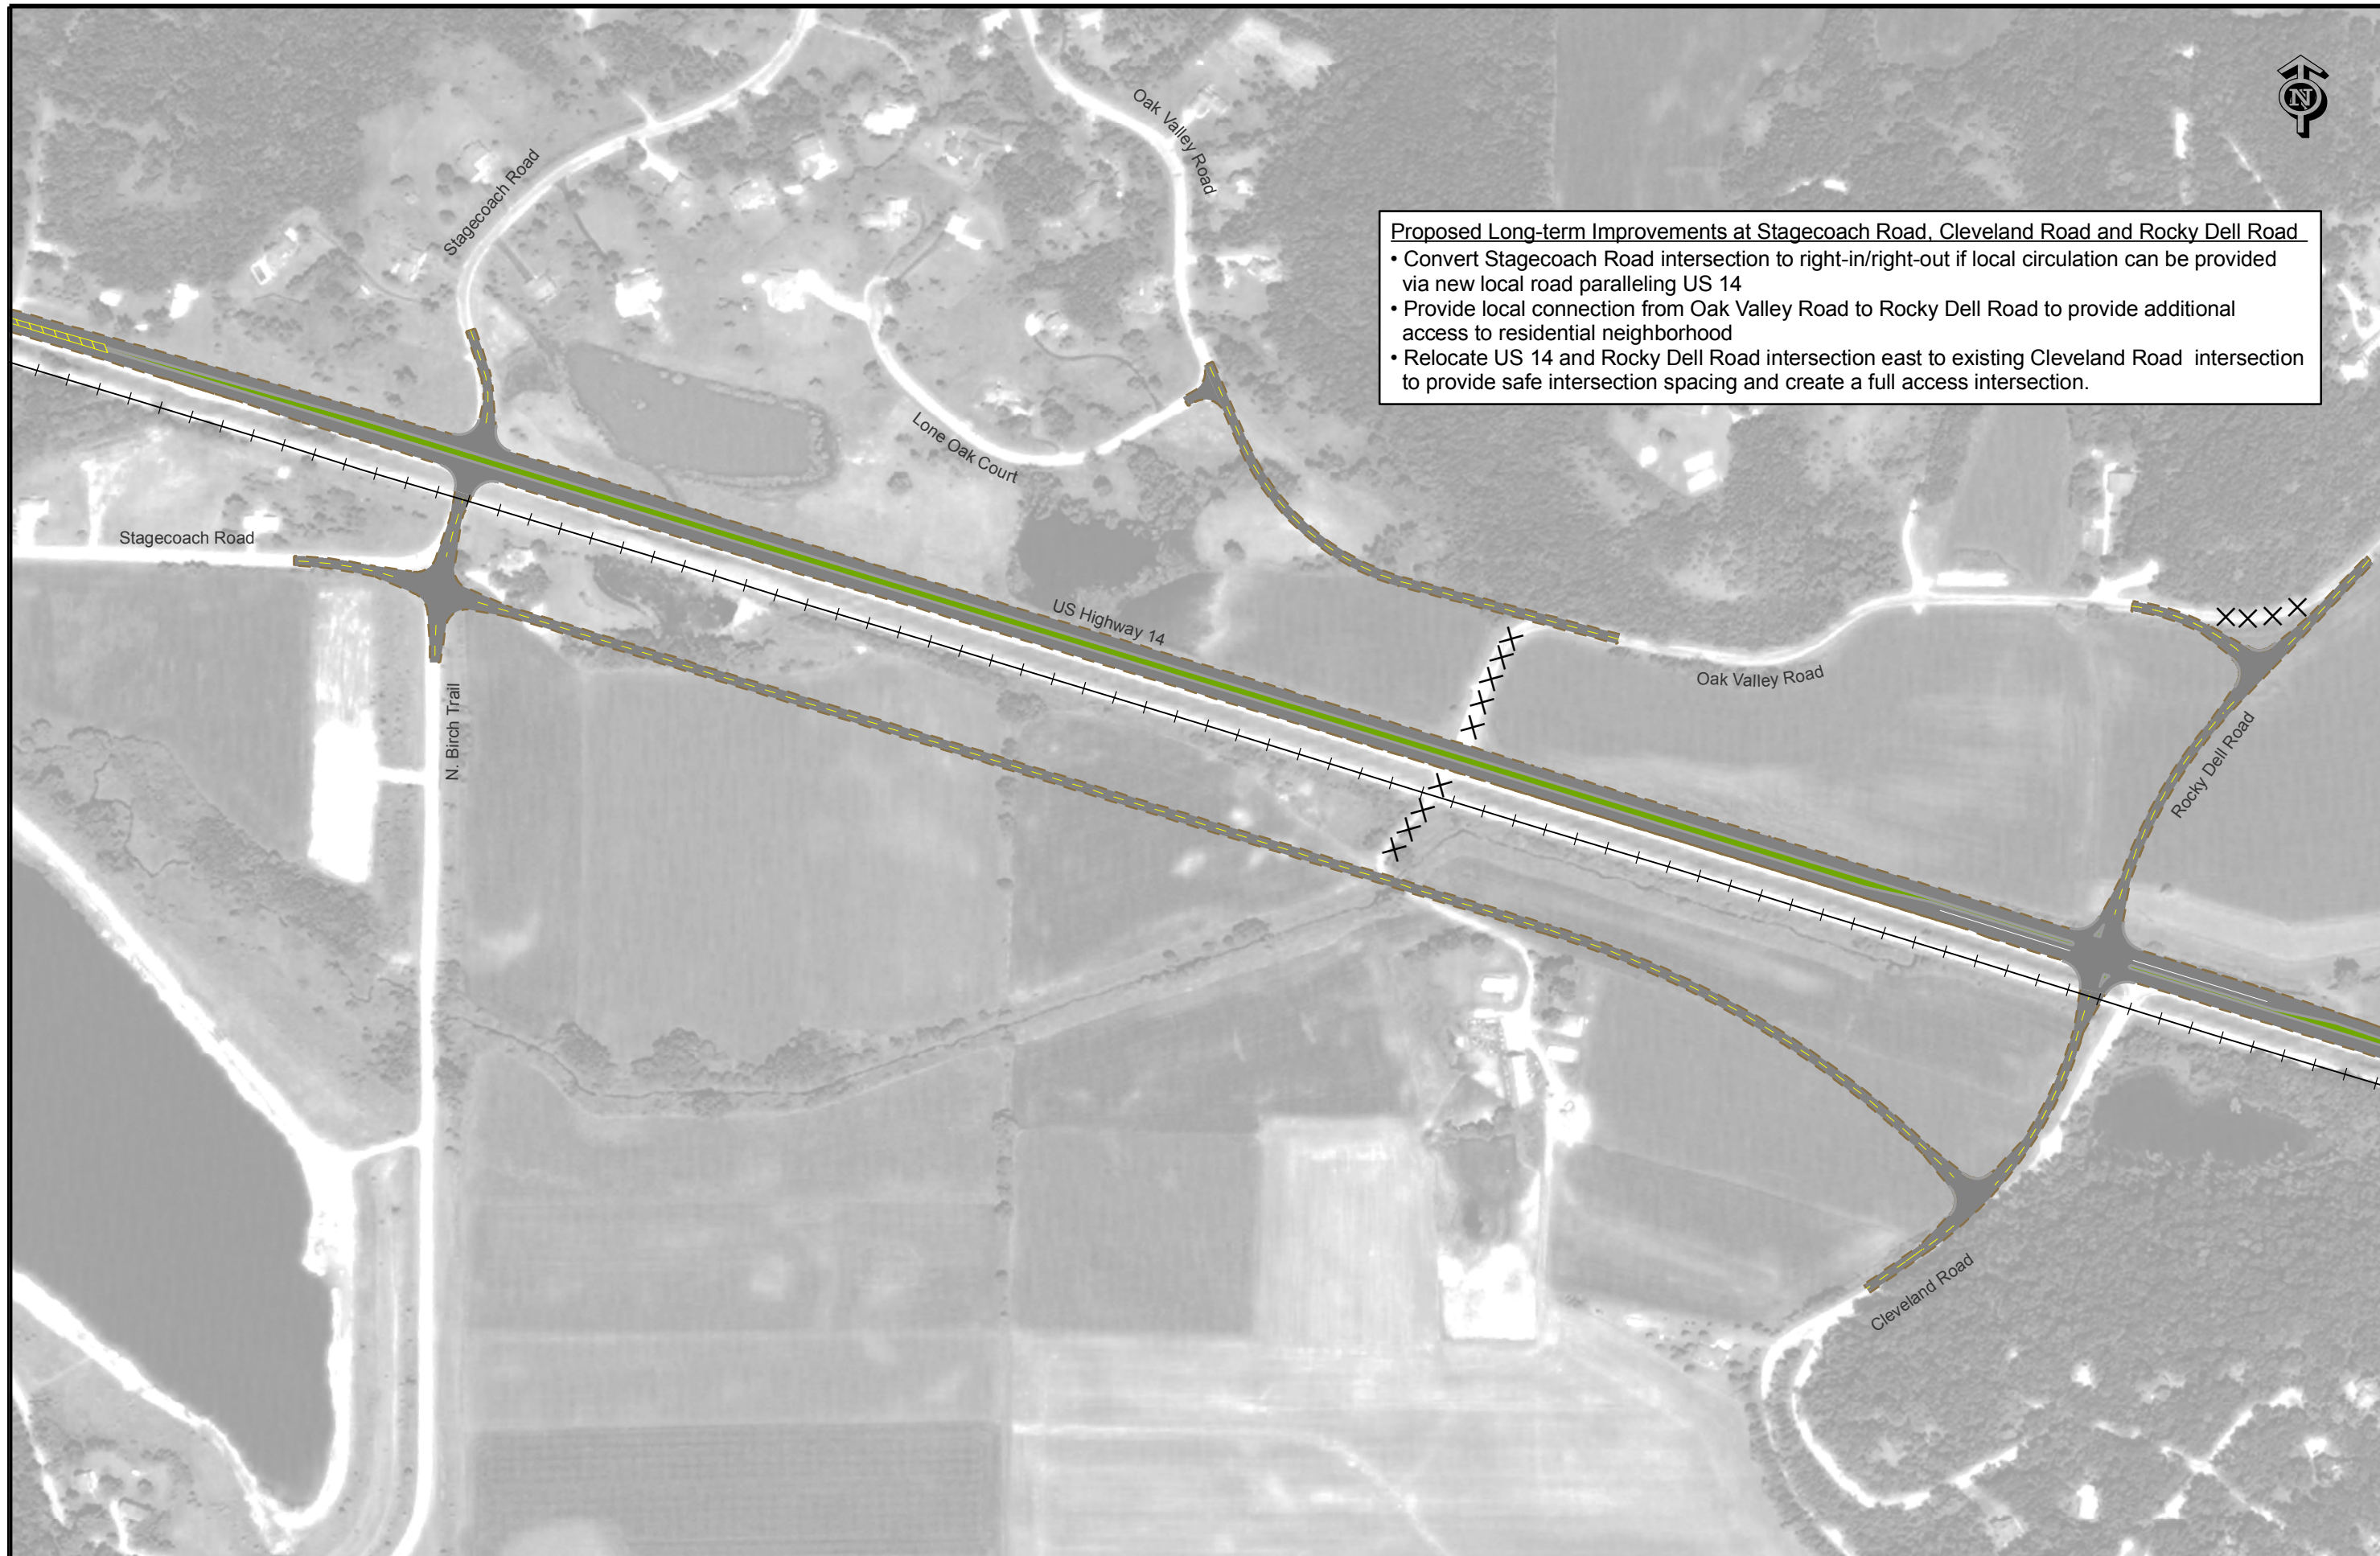 N
Oak Valley Road
Stagecoach Road
Proposed Long-term Improvements at Stagecoach Road, Cleveland Road and Rocky Dell Road
• Convert Stagecoach Road intersection to right-in/right-out if local circulation can be provided
via new local road paralleling US 14
• Provide local connection from Oak Valley Road to Rocky Dell Road to provide additional
access to residential neighborhood
• Relocate US 14 and Rocky Dell Road intersection east to existing Cleveland Road intersection
to provide safe intersection spacing and create a full access intersection.
Lone Oak Court
Stagecoach Road
US Highway 14
Oak Valley Road
N. Birch Trail
Rocky Dell Road
Cleveland Road